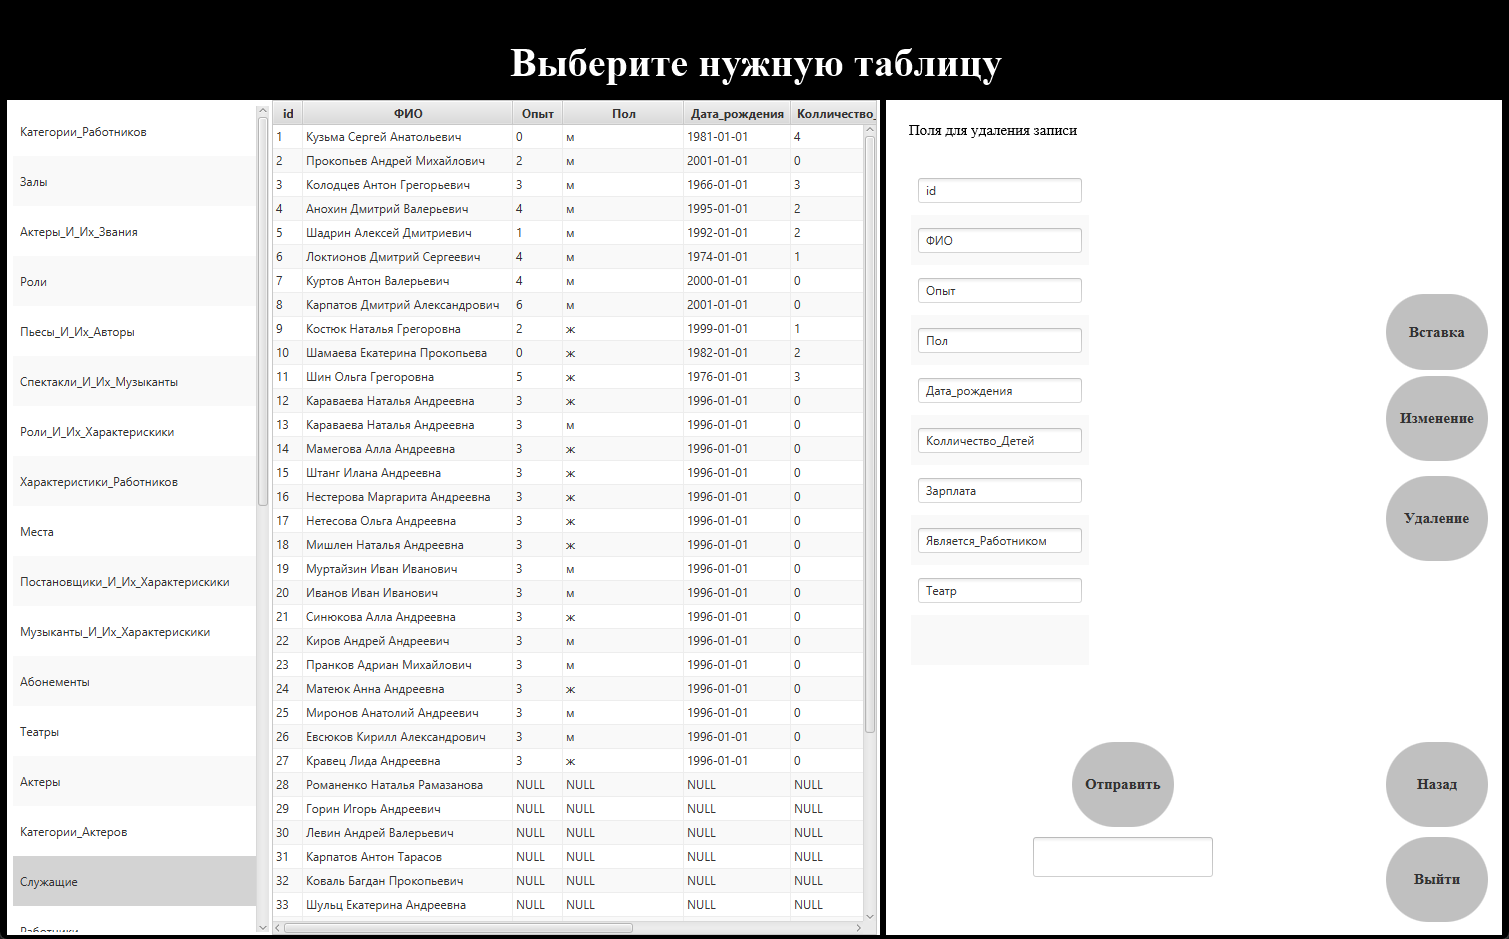 Выберите нужную таблицу
Категории_Работников
Залы
Актеры_И_Их_Звания
Роли
Пьесы_И_Их_Авторы
Спектакли_И_Их_Музыканты
Роли_И_Их_Характерискики
Характеристики_Работников
Места
Постановщики_И_Их_Характерискики
Музыканты_И_Их_Характерискики
Абонементы
Театры
Актеры
Категории_Актеров
Служащие
Работники
id ФИО Опыт Пол Дата_рождения Колличество_
1 Кузьма Сергей Анатольевич 0 м 1981-01-01 4
2 Прокопьев Андрей Михайлович 2 м 2001-01-01 0
3 Колодцев Антон Грегорьевич 3 м 1966-01-01 3
4 Анохин Дмитрий Валерьевич 4 м 1995-01-01 2
5 Шадрин Алексей Дмитриевич 1 м 1992-01-01 2
6 Локтионов Дмитрий Сергеевич 4 м 1974-01-01 1
7 Куртов Антон Валерьевич 4 м 2000-01-01 0
8 Карпатов Дмитрий Александрович 6 м 2001-01-01 0
9 Костюк Наталья Грегоровна 2 ж 1999-01-01 1
10 Шамаева Екатерина Прокопьева 0 ж 1982-01-01 2
11 Шин Ольга Грегоровна 5 ж 1976-01-01 3
12 Караваева Наталья Андреевна 3 ж 1996-01-01 0
13 Караваева Наталья Андреевна 3 м 1996-01-01 0
14 Мамегова Алла Андреевна 3 ж 1996-01-01 0
15 Штанг Илана Андреевна 3 ж 1996-01-01 0
16 Нестерова Маргарита Андреевна 3 ж 1996-01-01 0
17 Нетесова Ольга Андреевна 3 ж 1996-01-01 0
18 Мишлен Наталья Андреевна 3 ж 1996-01-01 0
19 Муртайзин Иван Иванович 3 м 1996-01-01 0
20 Иванов Иван Иванович 3 м 1996-01-01 0
21 Синюкова Алла Андреевна 3 ж 1996-01-01 0
22 Киров Андрей Андреевич 3 м 1996-01-01 0
23 Пранков Адриан Михайлович 3 м 1996-01-01 0
24 Матеюк Анна Андреевна 3 ж 1996-01-01 0
25 Миронов Анатолий Андреевич 3 м 1996-01-01 0
26 Евсюков Кирилл Александрович 3 м 1996-01-01 0
27 Кравец Лида Андреевна 3 ж 1996-01-01 0
28 Романенко Наталья Рамазанова NULL NULL NULL NULL
29 Горин Игорь Андреевич NULL NULL NULL NULL
30 Левин Андрей Валерьевич NULL NULL NULL NULL
31 Карпатов Антон Тарасов NULL NULL NULL NULL
32 Коваль Багдан Прокопьевич NULL NULL NULL NULL
33 Шульц Екатерина Андреевна NULL NULL NULL NULL
Поля для удаления записи
id
ФИО
Опыт
Пол
Дата_рождения
Колличество_Детей
Зарплата
Является_Работником
Театр
Вставка
Изменение
Удаление
Отправить
Назад
Выйти